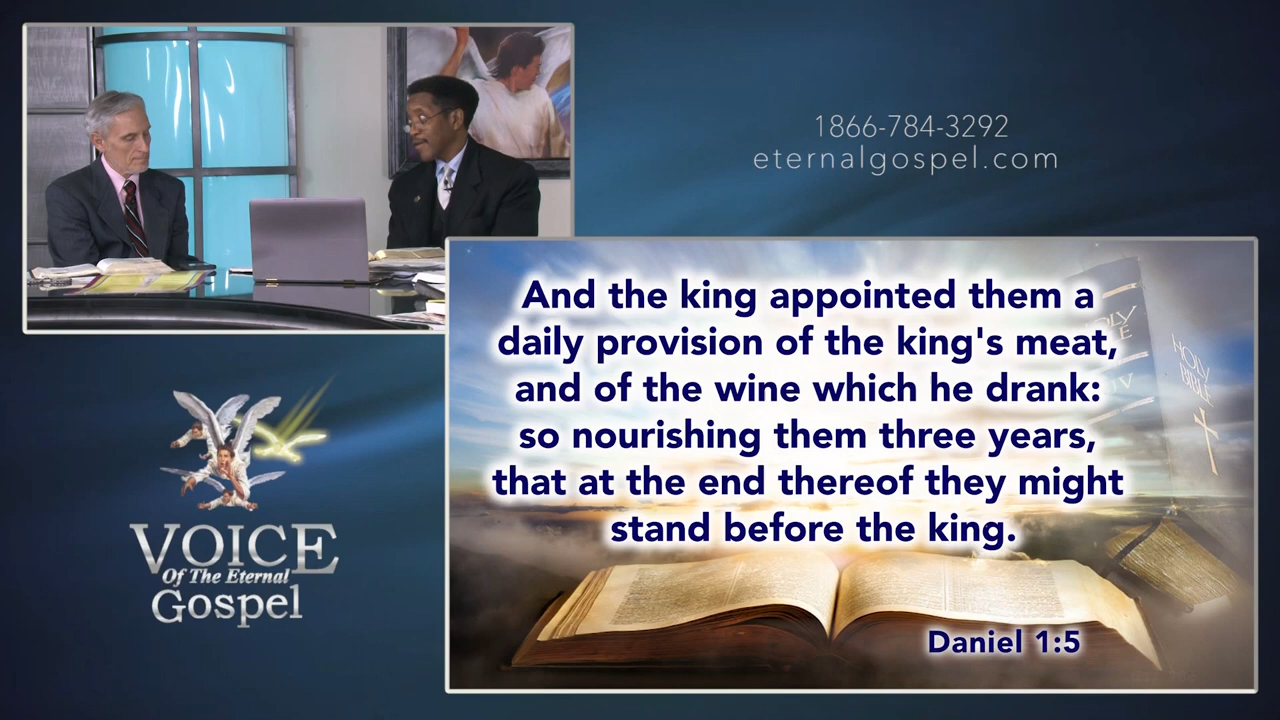 1866-784-3292
eternalgospel.com
And the king appointed them a
daily provision of the king's meat,
and of the wine which he drank:
so nourishing them three years,
that at the end thereof they might
stand before the king.
Daniel 1:5
HOLY
BIBLE
VOICE
Of The Eternal
Gospel